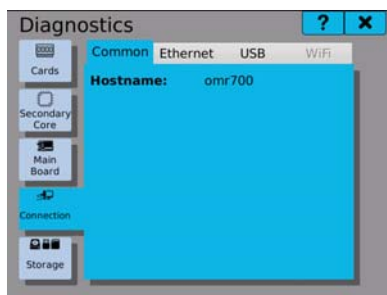 Diagnostics
?
Common Ethernet USB WiFi
Cards
Hostname: omr700
Secondary
Core
Main
Board
Connection
Storage